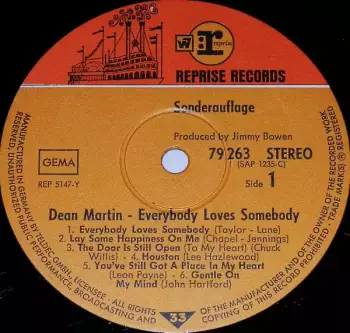 W7
reprise
REPRISE RECORDS
Sonderauflage
Produced by Jimmy Bowen
79 263 STEREO
(SAP 1235-C)
GEMA
REP 5147-Y
Side 1
Dean Martin - Everybody Loves Somebody
1. Everybody Loves Somebody (Taylor - Lane)
2. Lay Some Happiness On Me (Chapel - Jennings)
3. The Door Is Still Open (To My Heart) (Chuck
Willis) - 4. Houston (Lee Hazlewood)
5. You've Still Got A Place In My Heart
(Leon Payne) - 6. Gentle On
My Mind (John Hartford)
33
MANUFACTURED IN GERMANY BY TELDEC GMBH, LICENSEE · ALL RIGHTS
RESERVED, UNAUTHORIZED PUBLIC PERFORMANCE, BROADCASTING AND
OF THE MANUFACTURER AND OF THE OWNER OF THE RECORDED WORK
COPYING OF THIS RECORD PROHIBITED · TRADE MARK(S) ® REGISTERED